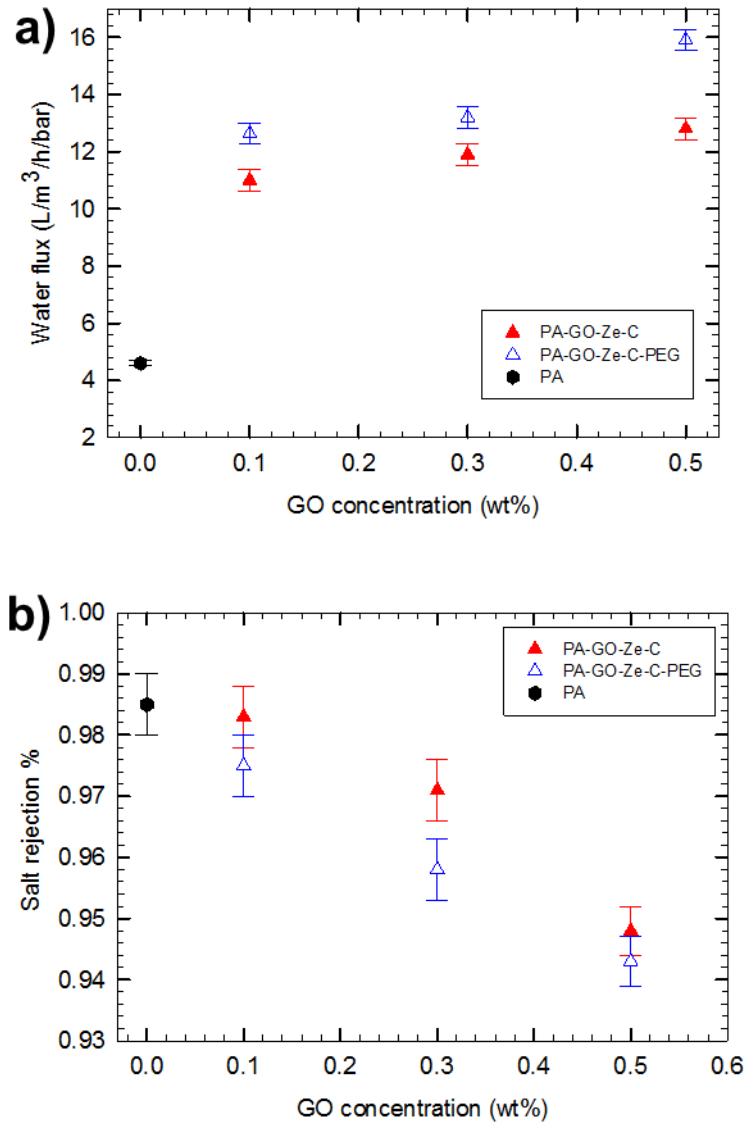 a)
Water flux (L/m³/h/bar)
16
14
12
10
8
6
4
2
PA-GO-Ze-C
PA-GO-Ze-C-PEG
PA
0.0 0.1 0.2 0.3 0.4 0.5
GO concentration (wt%)
b)
Salt rejection %
1.00
0.99
0.98
0.97
0.96
0.95
0.94
0.93
PA-GO-Ze-C
PA-GO-Ze-C-PEG
PA
0.0 0.1 0.2 0.3 0.4 0.5 0.6
GO concentration (wt%)